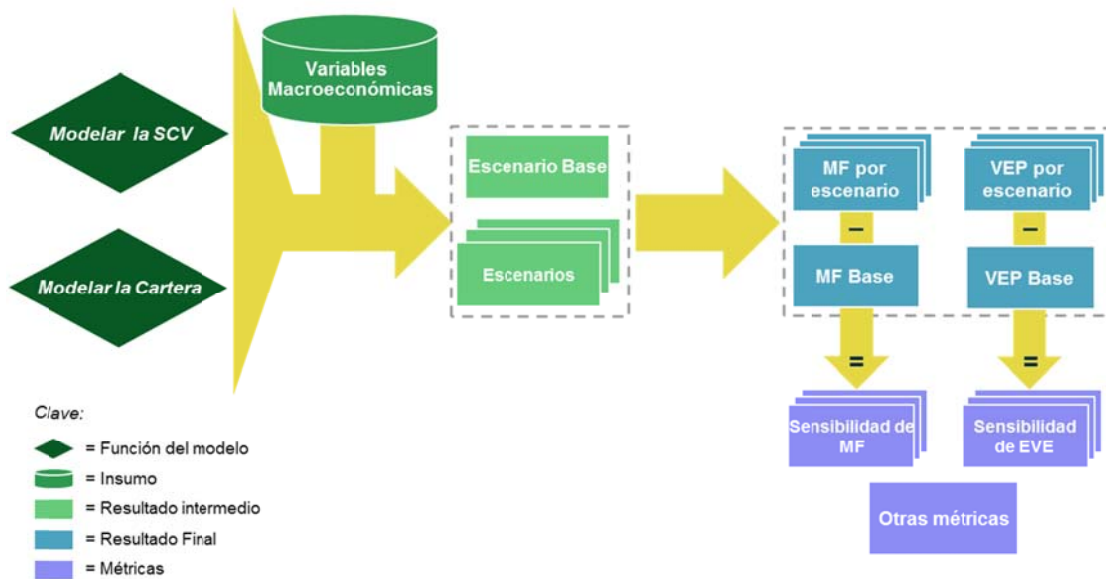 Variables
Macroeconómicas
Modelar la SCV
Escenario Base
MF por
escenario
VEP por
escenario
–
–
Modelar la Cartera
Escenarios
MF Base
VEP Base
=
=
Clave:
= Función del modelo
= Insumo
= Resultado intermedio
= Resultado Final
= Métricas
Sensibilidad de
MF
Sensibilidad
de EVE
Otras métricas